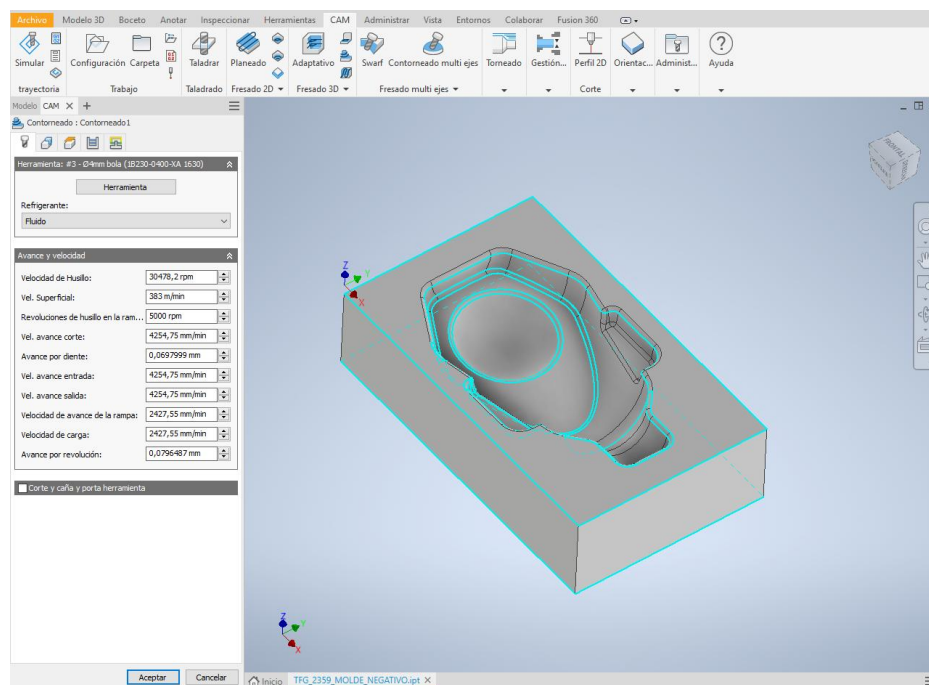 Archivo Modelo 3D Boceto Anotar Inspeccionar Herramientas CAM Administrar Vista Entornos Colaborar Fusion 360
Simular Configuración Carpeta Taladrar Planeado Adaptativo Swarf Contorneado multi ejes Torneado Gestión... Perfil 2D Orientac... Administ... Ayuda
trayectoria Trabajo Taladrado Fresado 2D Fresado 3D Fresado multi ejes Corte
Modelo CAM × +
Contorneado : Contorneado1
Herramienta: #3 - Ø4mm bola (1B230-0400-XA 1630)
Herramienta
Refrigerante:
Fluido
Avance y velocidad
Velocidad de Husillo: 30478,2 rpm
Vel. Superficial: 383 m/min
Revoluciones de husillo en la ram... 5000 rpm
Vel. avance corte: 4254,75 mm/min
Avance por diente: 0,0697999 mm
Vel. avance entrada: 4254,75 mm/min
Vel. avance salida: 4254,75 mm/min
Velocidad de avance de la rampa: 2427,55 mm/min
Velocidad de carga: 2427,55 mm/min
Avance por revolución: 0,0796487 mm
Corte y caña y porta herramienta
FRONTAL
Z
Y
X
Z
Y
X
Aceptar Cancelar
Inicio TFG_2359_MOLDE_NEGATIVO.ipt ×